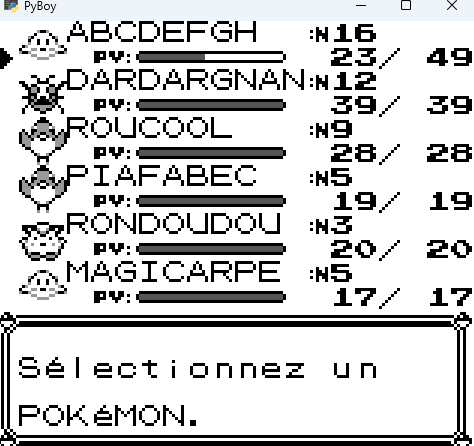 PyBoy
ABCDEFGH :N16
PV: 23/ 49
DARDARGNAN:N12
PV: 39/ 39
ROUCOOL :N9
PV: 28/ 28
PIAFABEC :N5
PV: 19/ 19
RONDOUDOU :N3
PV: 20/ 20
MAGICARPE :N5
PV: 17/ 17
Sélectionnez un
POKéMON.